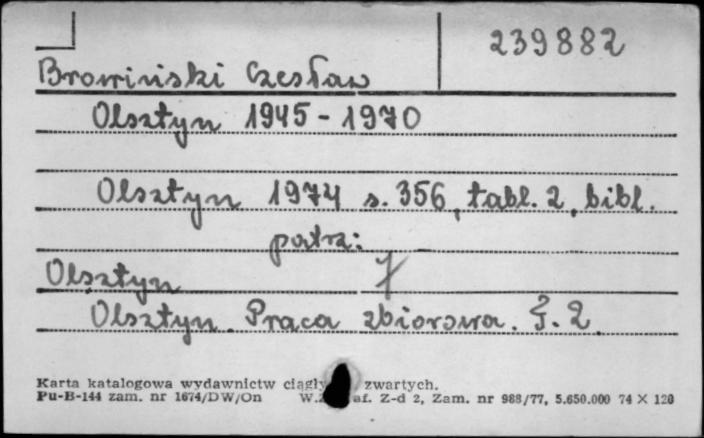 239882
Browiński Czesław
Olsztyn 1945 - 1970
Olsztyn 1974 s. 356, tabl. 2, bibl.
patrz:
Olsztyn
Olsztyn. Praca zbiorowa. T. 2.
Karta katalogowa wydawnictw ciągły zwartych.
Pu-B-144 zam. nr 1674/DW/On W.Z. af. Z-d 2, Zam. nr 988/77, 5.650.000 74 X 120